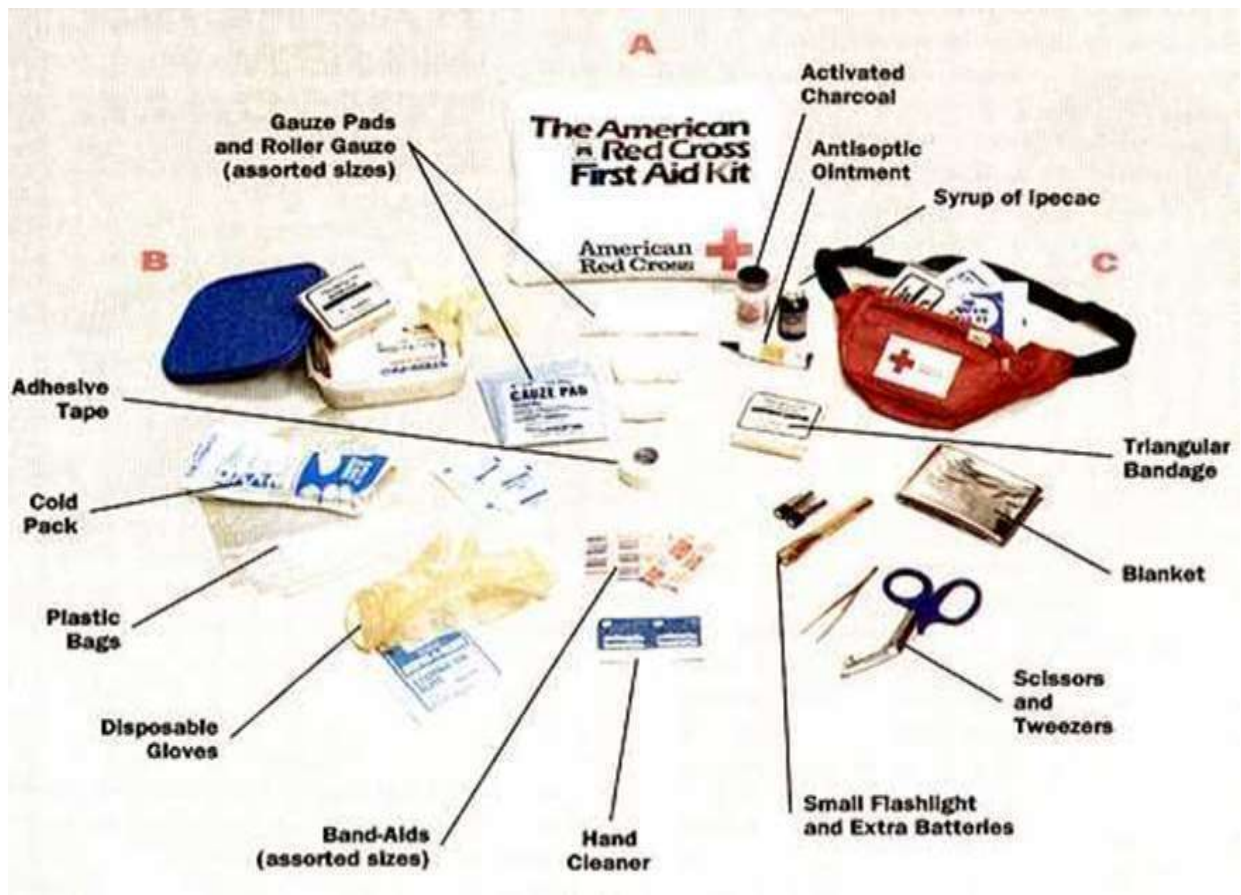 A
Activated
Charcoal
Gauze Pads
and Roller Gauze
(assorted sizes)
The American
Red Cross
First Aid Kit
Antiseptic
Ointment
Syrup of Ipecac
American
Red Cross
B
C
GAUZE PAD
Adhesive
Tape
Triangular
Bandage
Cold
Pack
Blanket
Plastic
Bags
Scissors
and
Tweezers
Disposable
Gloves
Small Flashlight
and Extra Batteries
Band-Aids
(assorted sizes)
Hand
Cleaner